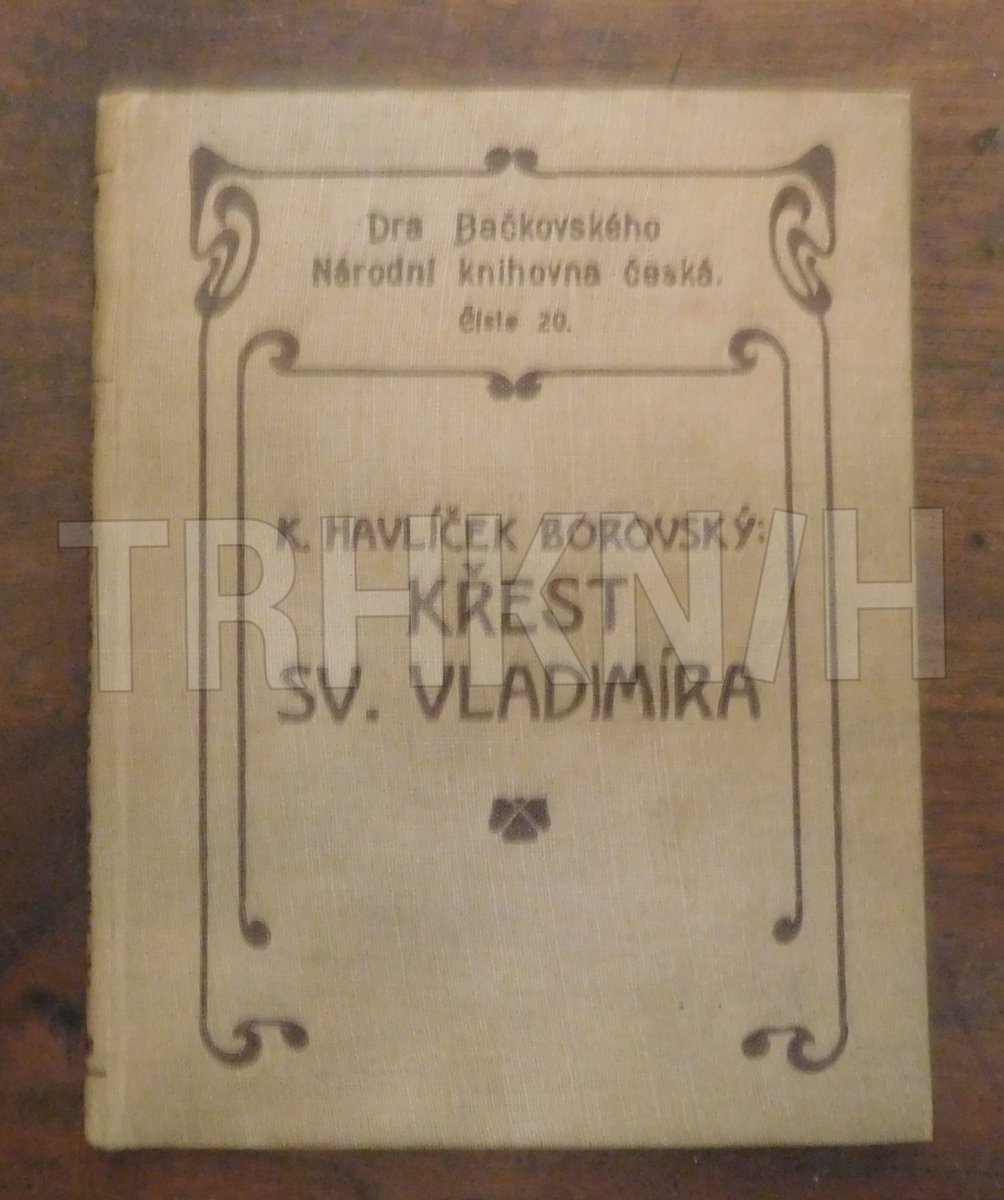 Dra Bačkovského
Národní knihovna česká.
Číslo 20.
K. HAVLÍČEK BOROVSKÝ:
KŘEST
SV. VLADIMÍRA
TRHKNIH